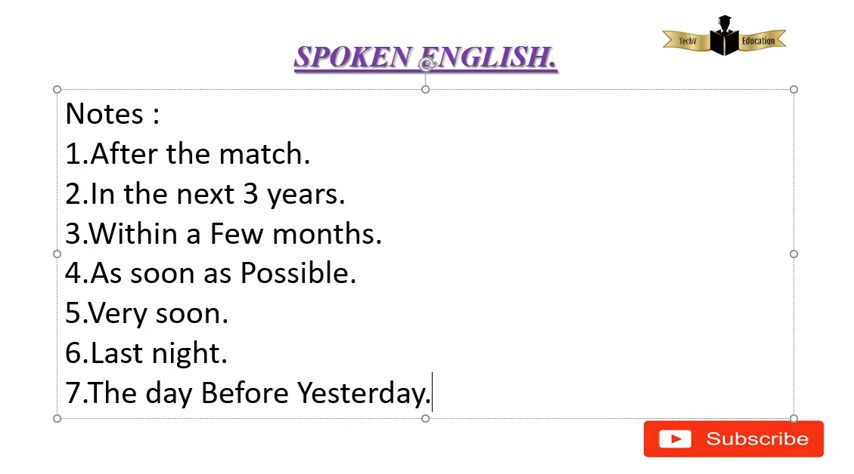 SPOKEN ENGLISH.
TechY Education
Notes :
1.After the match.
2.In the next 3 years.
3.Within a Few months.
4.As soon as Possible.
5.Very soon.
6.Last night.
7.The day Before Yesterday.
Subscribe